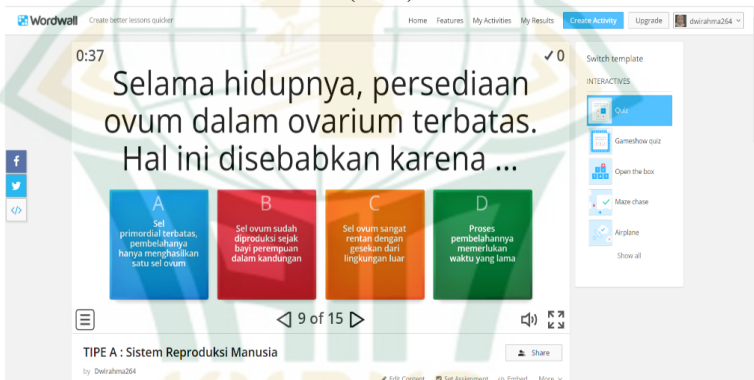 Wordwall Create better lessons quicker Home Features My Activities My Results Create Activity Upgrade dwirahma264
0:37 ✓ 0
Selama hidupnya, persediaan
ovum dalam ovarium terbatas.
Hal ini disebabkan karena ...
A
Sel
primordial terbatas,
pembelahanya
hanya menghasilkan
satu sel ovum
B
Sel ovum sudah
diproduksi sejak
bayi perempuan
dalam kandungan
C
Sel ovum sangat
rentan dengan
gesekan dari
lingkungan luar
D
Proses
pembelahannya
memerlukan
waktu yang lama
9 of 15
TIPE A : Sistem Reproduksi Manusia
Share
by Dwirahma264
Edit Content Set Assignment Embed More
Switch template
INTERACTIVES
Quiz
Gameshow quiz
Open the box
Maze chase
Airplane
Show all